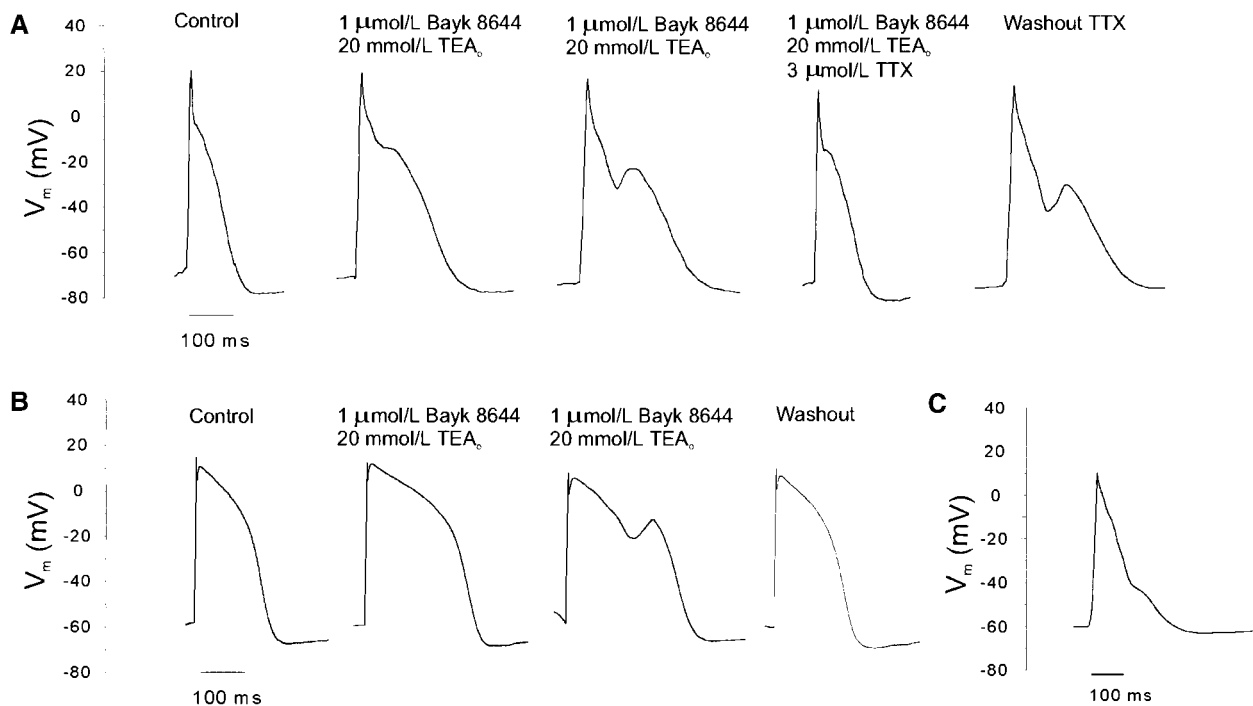 A
Control
1 μmol/L Bayk 8644
20 mmol/L TEAₒ
1 μmol/L Bayk 8644
20 mmol/L TEAₒ
1 μmol/L Bayk 8644
20 mmol/L TEAₒ
3 μmol/L TTX
Washout TTX
40
20
0
-20
-40
-60
-80
Vₘ (mV)
100 ms
B
Control
1 μmol/L Bayk 8644
20 mmol/L TEAₒ
1 μmol/L Bayk 8644
20 mmol/L TEAₒ
Washout
40
20
0
-20
-40
-60
-80
Vₘ (mV)
100 ms
C
40
20
0
-20
-40
-60
-80
Vₘ (mV)
100 ms